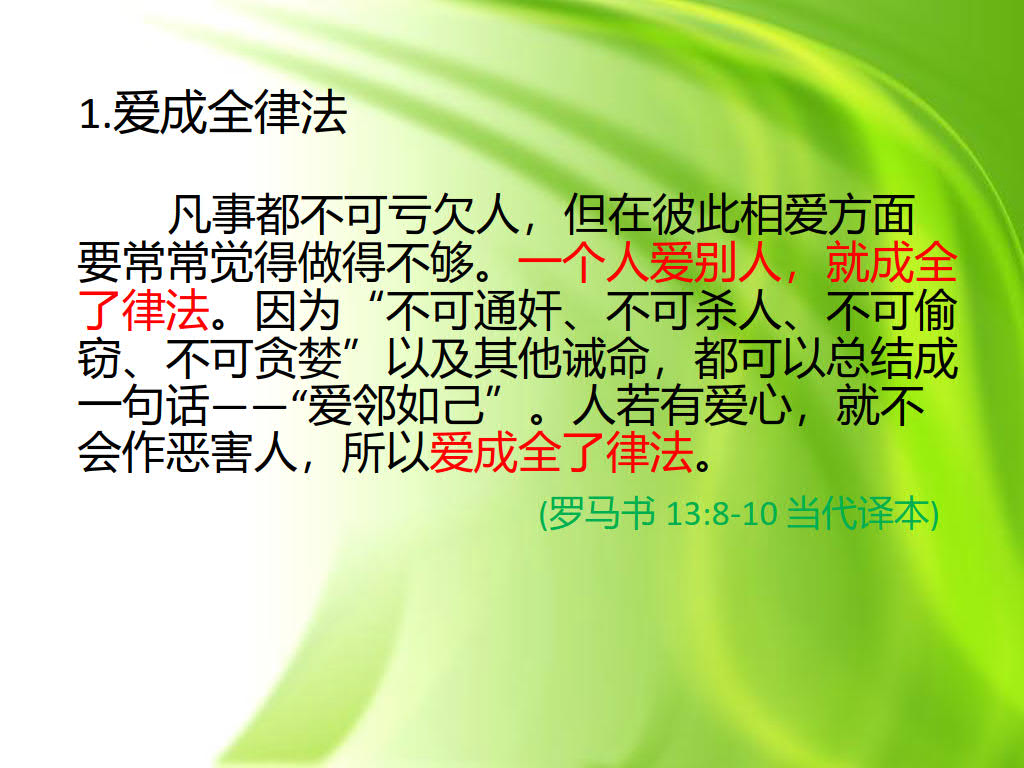 1.爱成全律法
凡事都不可亏欠人，但在彼此相爱方面
要常常觉得做得不够。一个人爱别人，就成全
了律法。因为“不可通奸、不可杀人、不可偷
窃、不可贪婪”以及其他诫命，都可以总结成
一句话——“爱邻如己”。人若有爱心，就不
会作恶害人，所以爱成全了律法。
(罗马书 13:8-10 当代译本)